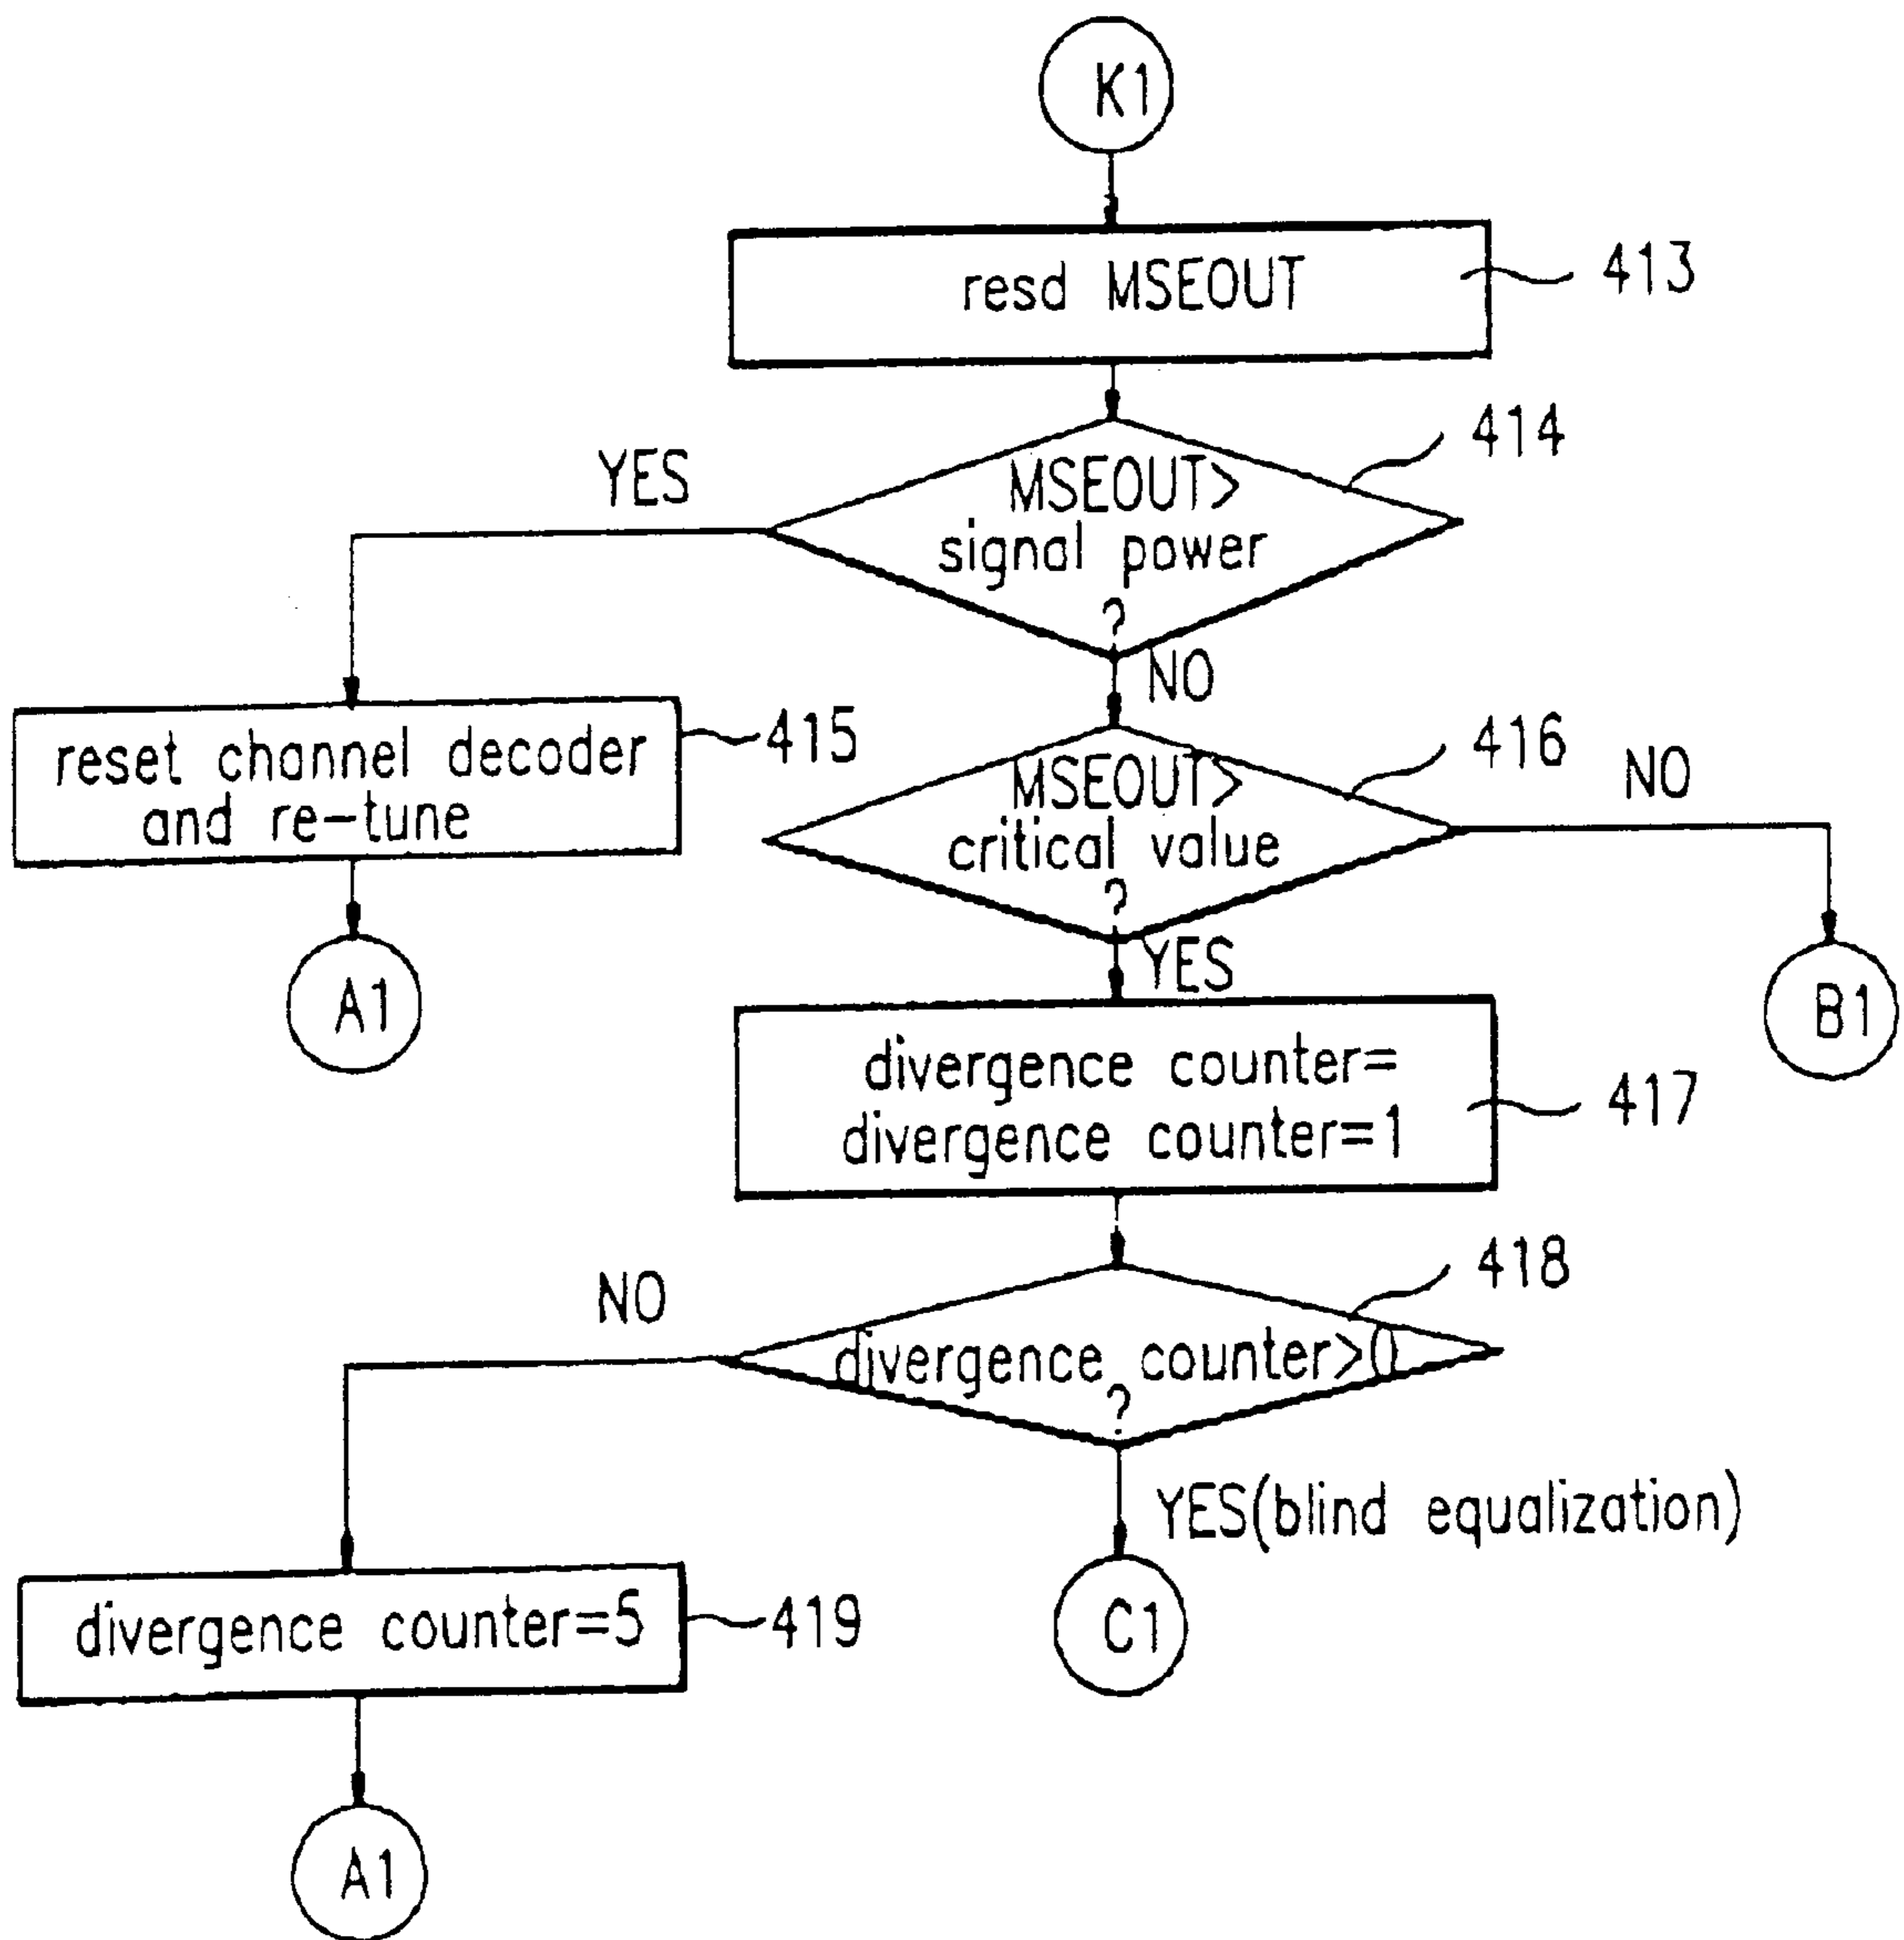 K1
resd MSEOUT
413
MSEOUT>
signal power
?
414
YES
NO
reset channel decoder
and re-tune
415
A1
MSEOUT>
critical value
?
416
NO
YES
B1
divergence counter=
divergence counter=1
417
divergence counter>0
?
418
NO
YES(blind equalization)
C1
divergence counter=5
419
A1